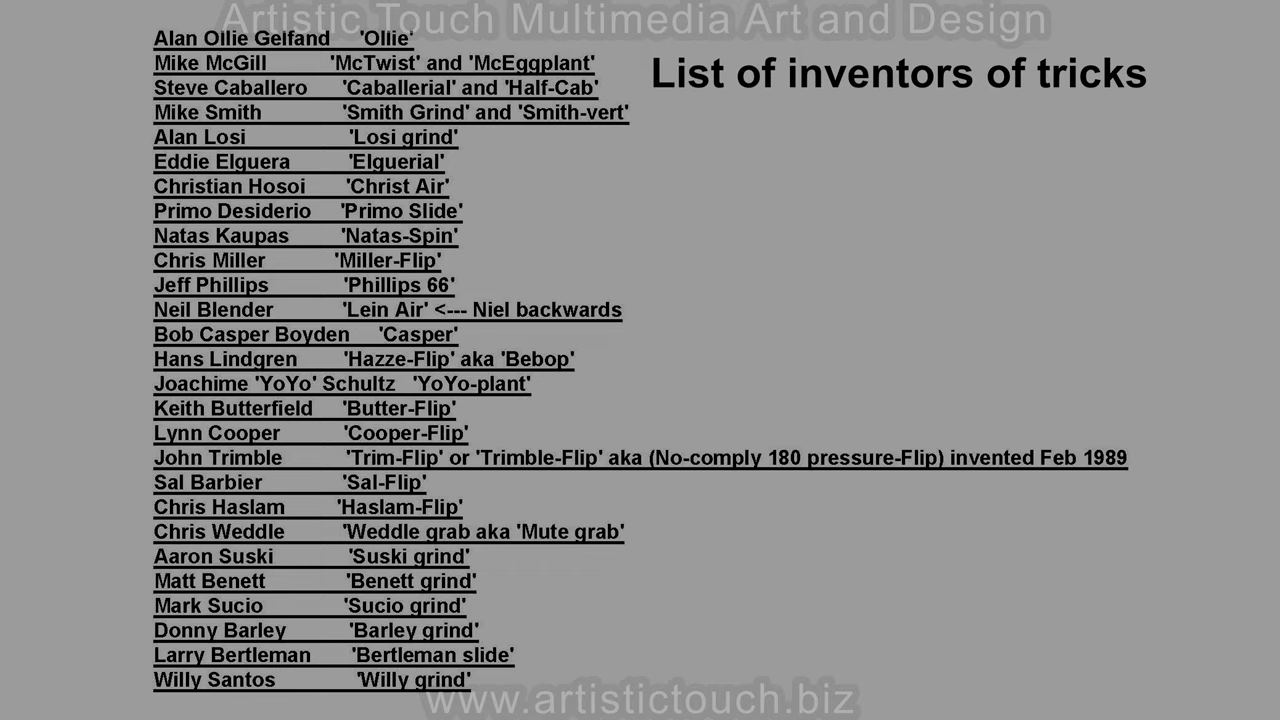 Artistic Touch Multimedia Art and Design
List of inventors of tricks
Alan Ollie Gelfand 'Ollie'
Mike McGill 'McTwist' and 'McEggplant'
Steve Caballero 'Caballerial' and 'Half-Cab'
Mike Smith 'Smith Grind' and 'Smith-vert'
Alan Losi 'Losi grind'
Eddie Elguera 'Elguerial'
Christian Hosoi 'Christ Air'
Primo Desiderio 'Primo Slide'
Natas Kaupas 'Natas-Spin'
Chris Miller 'Miller-Flip'
Jeff Phillips 'Phillips 66'
Neil Blender 'Lein Air' <--- Niel backwards
Bob Casper Boyden 'Casper'
Hans Lindgren 'Hazze-Flip' aka 'Bebop'
Joachime 'YoYo' Schultz 'YoYo-plant'
Keith Butterfield 'Butter-Flip'
Lynn Cooper 'Cooper-Flip'
John Trimble 'Trim-Flip' or 'Trimble-Flip' aka (No-comply 180 pressure-Flip) invented Feb 1989
Sal Barbier 'Sal-Flip'
Chris Haslam 'Haslam-Flip'
Chris Weddle 'Weddle grab aka 'Mute grab'
Aaron Suski 'Suski grind'
Matt Benett 'Benett grind'
Mark Sucio 'Sucio grind'
Donny Barley 'Barley grind'
Larry Bertleman 'Bertleman slide'
Willy Santos 'Willy grind'
www.artistictouch.biz